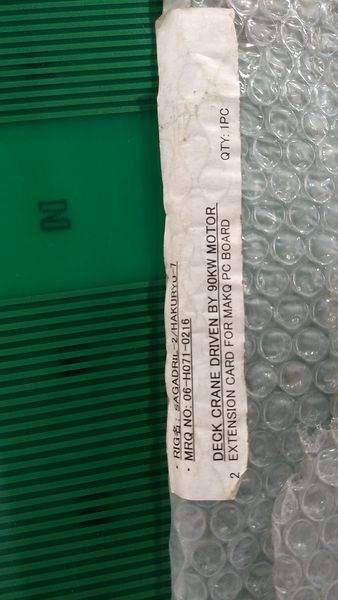 ・RIG名: SAGADRIL-2/HAKURYU-7
・MRQ NO: 06-H071-0216
DECK CRANE DRIVEN BY 90KW MOTOR
2 EXTENSION CARD FOR MAKQ PC BOARD QTY: 1PC
N